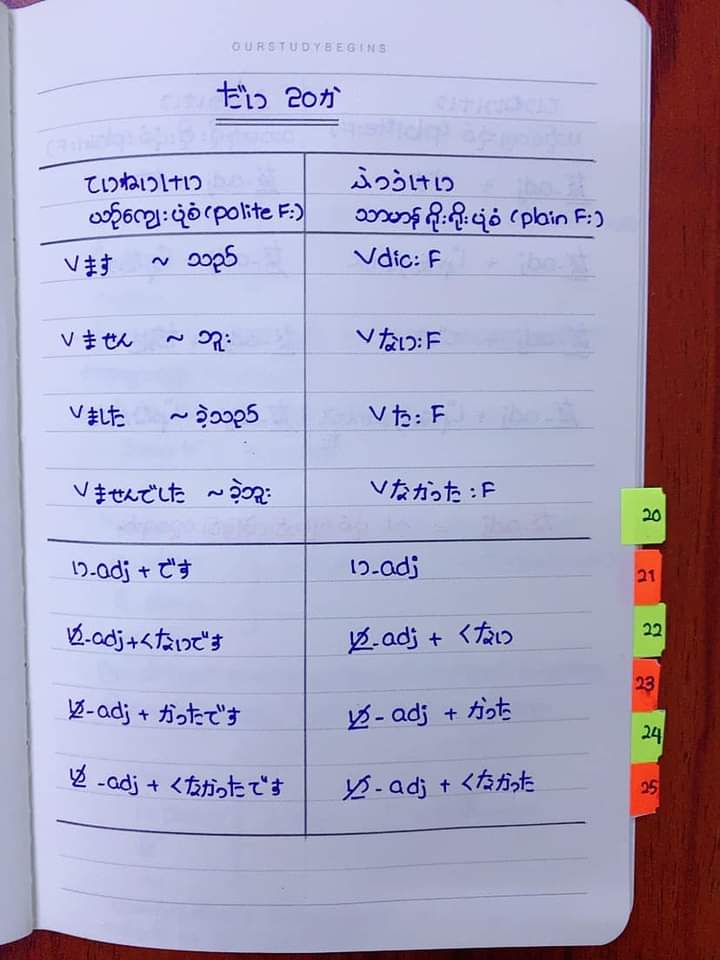 OURSTUDYBEGINS
だい 20か
ていねいけい
ယဉ်ကျေးပုံစံ (polite F:)
ふつうけい
သာမာန် ရိုးရိုးပုံစံ (plain F:)
Vます ~ သည်
Vdic: F
Vません ~ ဘူး
Vない: F
Vました ~ ခဲ့သည်
Vた: F
Vませんでした ~ ခဲ့ဘူး
Vなかった : F
い-adj + です
い-adj
い-adj+くないです
い-adj + くない
い-adj + かったです
い- adj + かった
い -adj + くなかったです
い- adj + くなかった
20
21
22
23
24
25